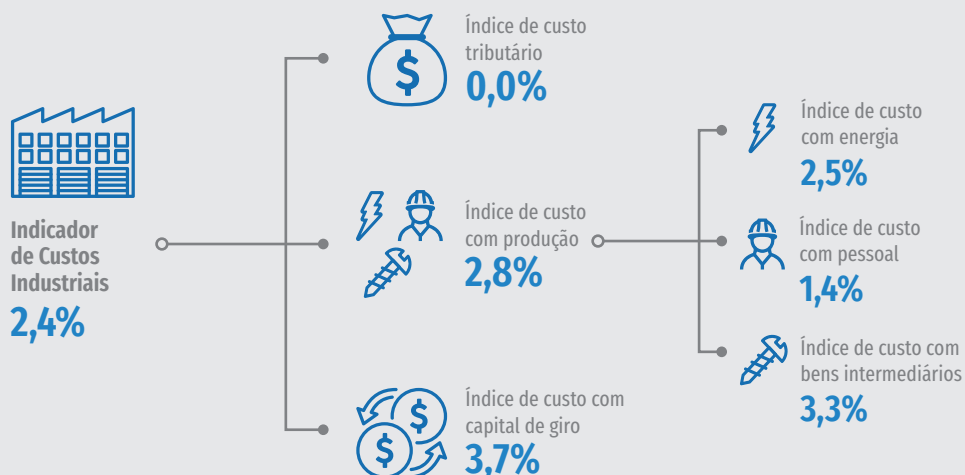 Indicador
de Custos
Industriais
2,4%
Índice de custo
tributário
0,0%
Índice de custo
com produção
2,8%
Índice de custo com
capital de giro
3,7%
Índice de custo
com energia
2,5%
Índice de custo
com pessoal
1,4%
Índice de custo com
bens intermediários
3,3%